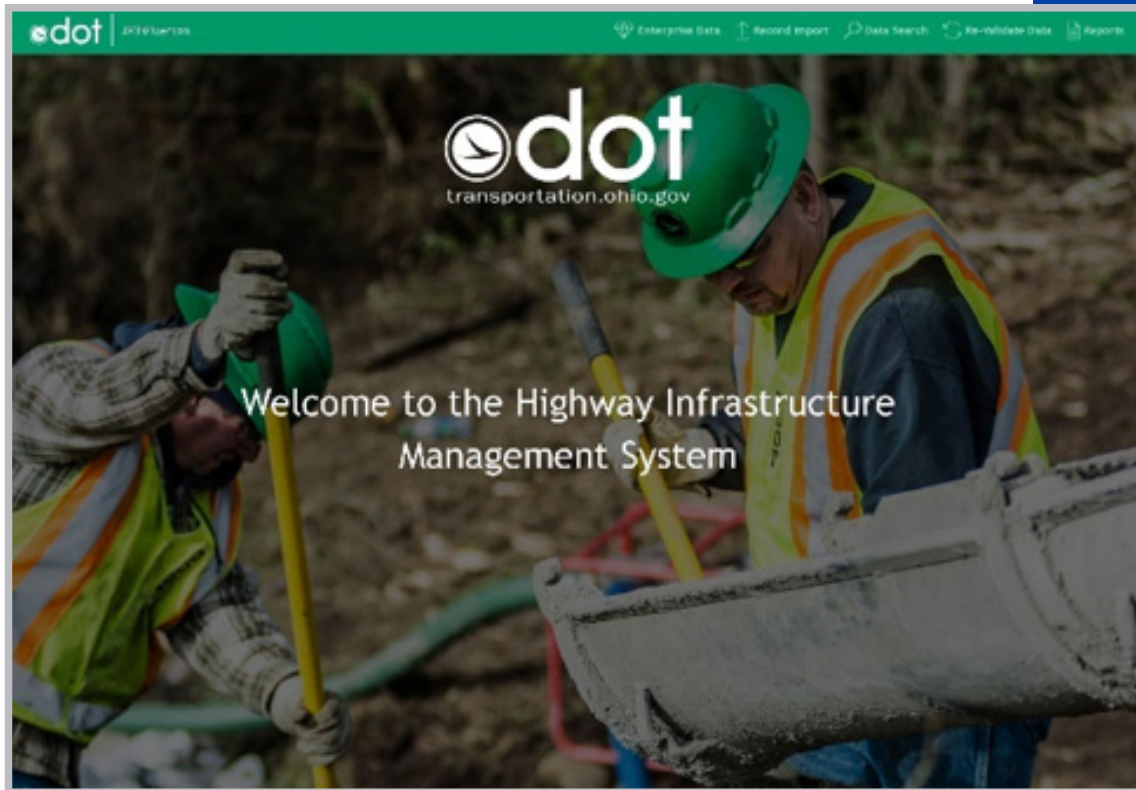 odot
Enterprise Data Record Import Data Search Re-Validate Data Reports
odot
transportation.ohio.gov
Welcome to the Highway Infrastructure
Management System